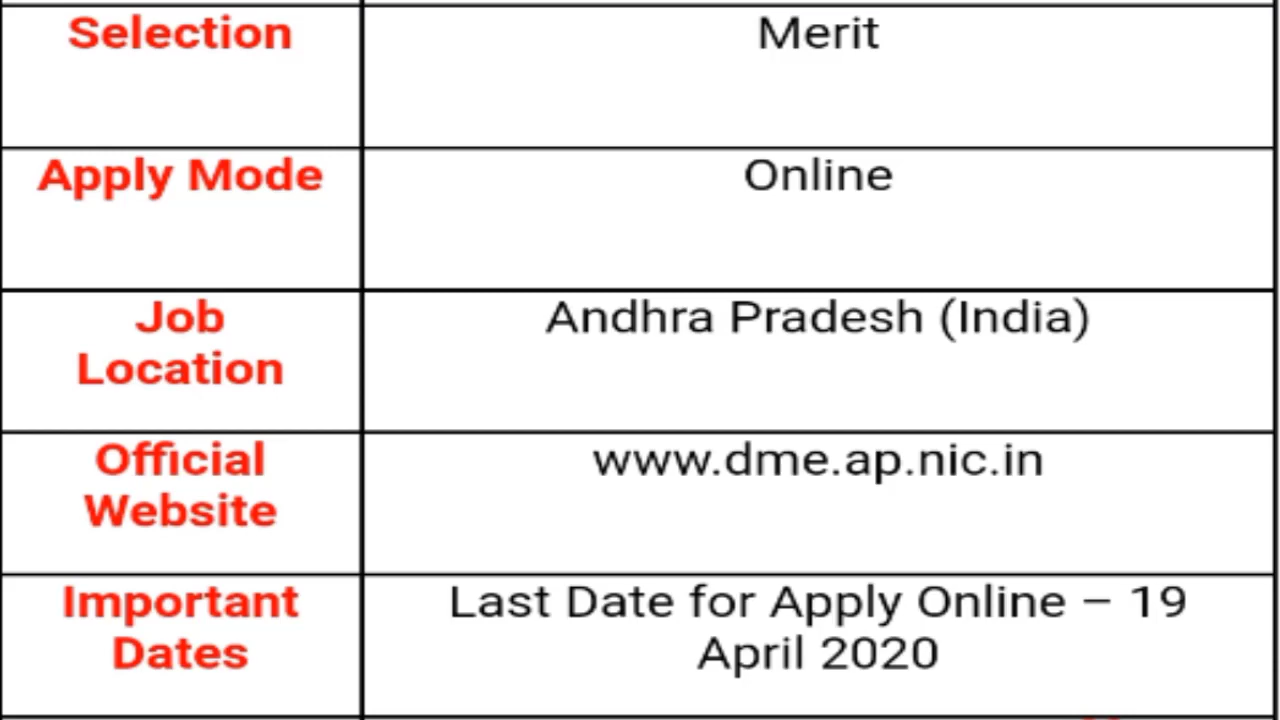 Selection Merit
Apply Mode Online
Job Andhra Pradesh (India)
Location
Official www.dme.ap.nic.in
Website
Important Last Date for Apply Online – 19
Dates April 2020